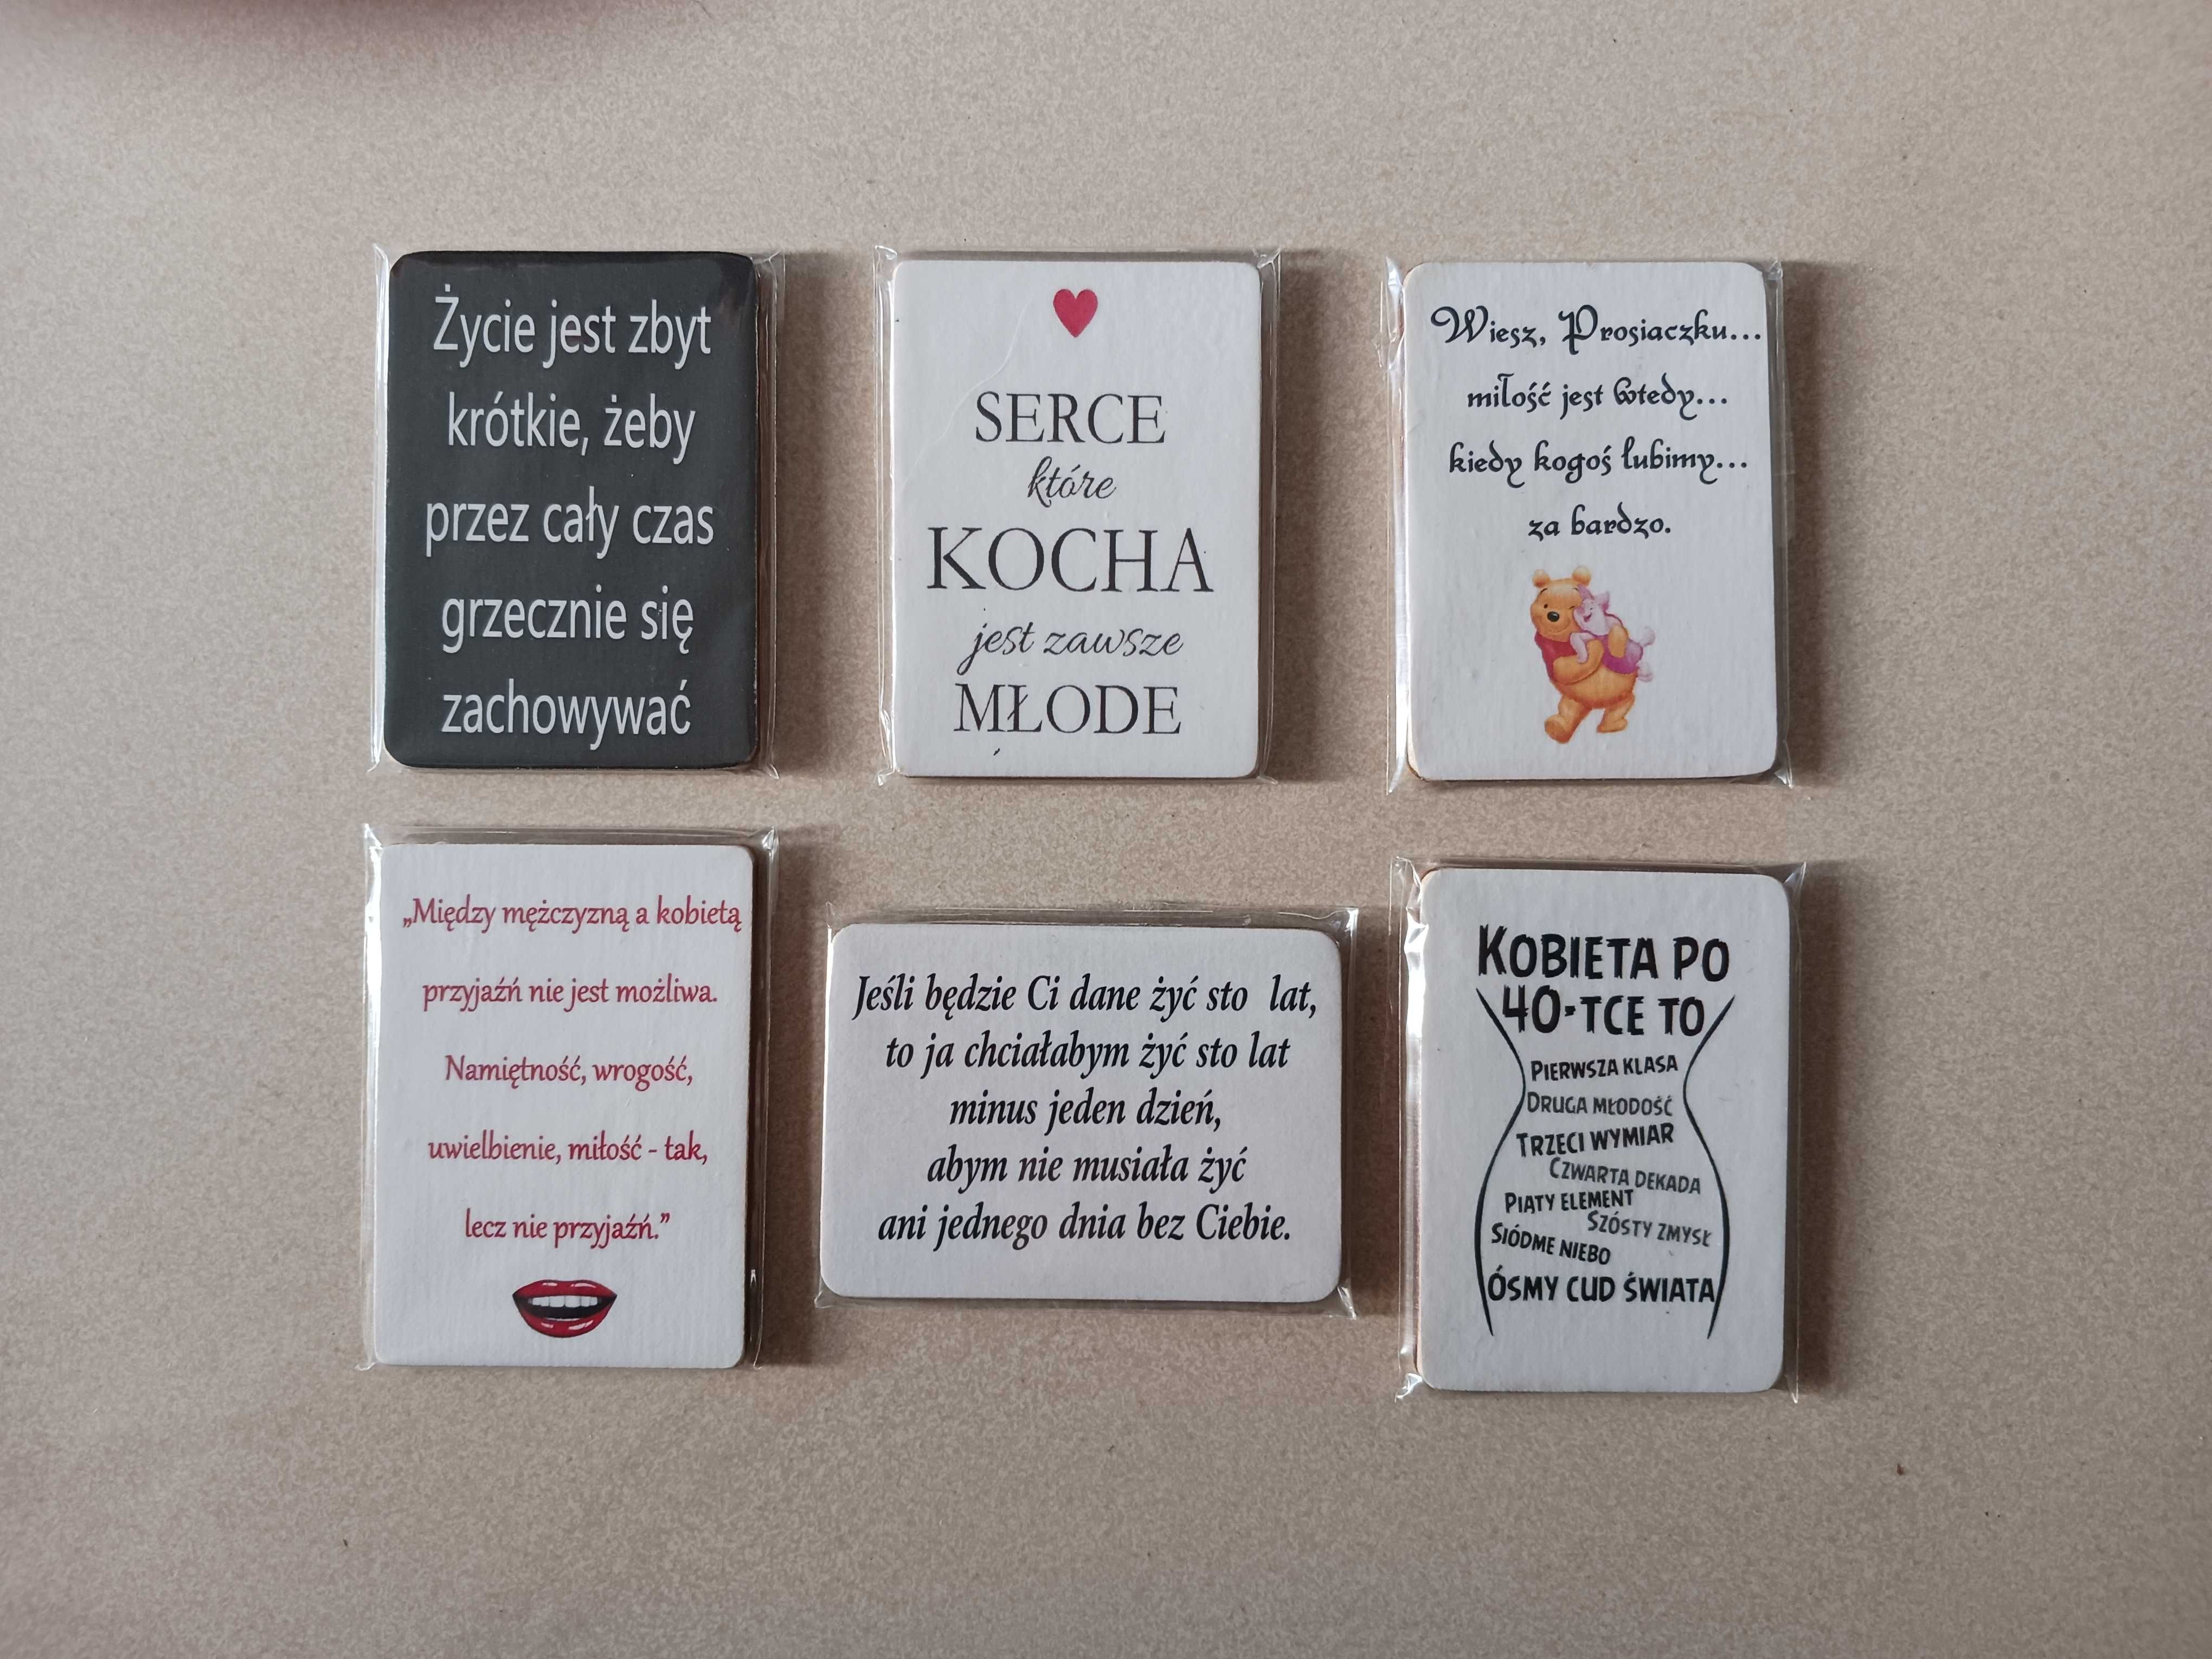 Życie jest zbyt
krótkie, żeby
przez cały czas
grzecznie się
zachowywać
SERCE
które
KOCHA
jest zawsze
MŁODE
Wiesz, Prosiaczku...
miłość jest wtedy...
kiedy kogoś lubimy...
za bardzo.
„Między mężczyzną a kobietą
przyjaźń nie jest możliwa.
Namiętność, wrogość,
uwielbienie, miłość - tak,
lecz nie przyjaźń.”
Jeśli będzie Ci dane żyć sto lat,
to ja chciałabym żyć sto lat
minus jeden dzień,
abym nie musiała żyć
ani jednego dnia bez Ciebie.
KOBIETA PO
40-TCE TO
PIERWSZA KLASA
DRUGA MŁODOŚĆ
TRZECI WYMIAR
CZWARTA DEKADA
PIATY ELEMENT
SZÓSTY ZMYSŁ
SIÓDME NIEBO
ÓSMY CUD ŚWIATA